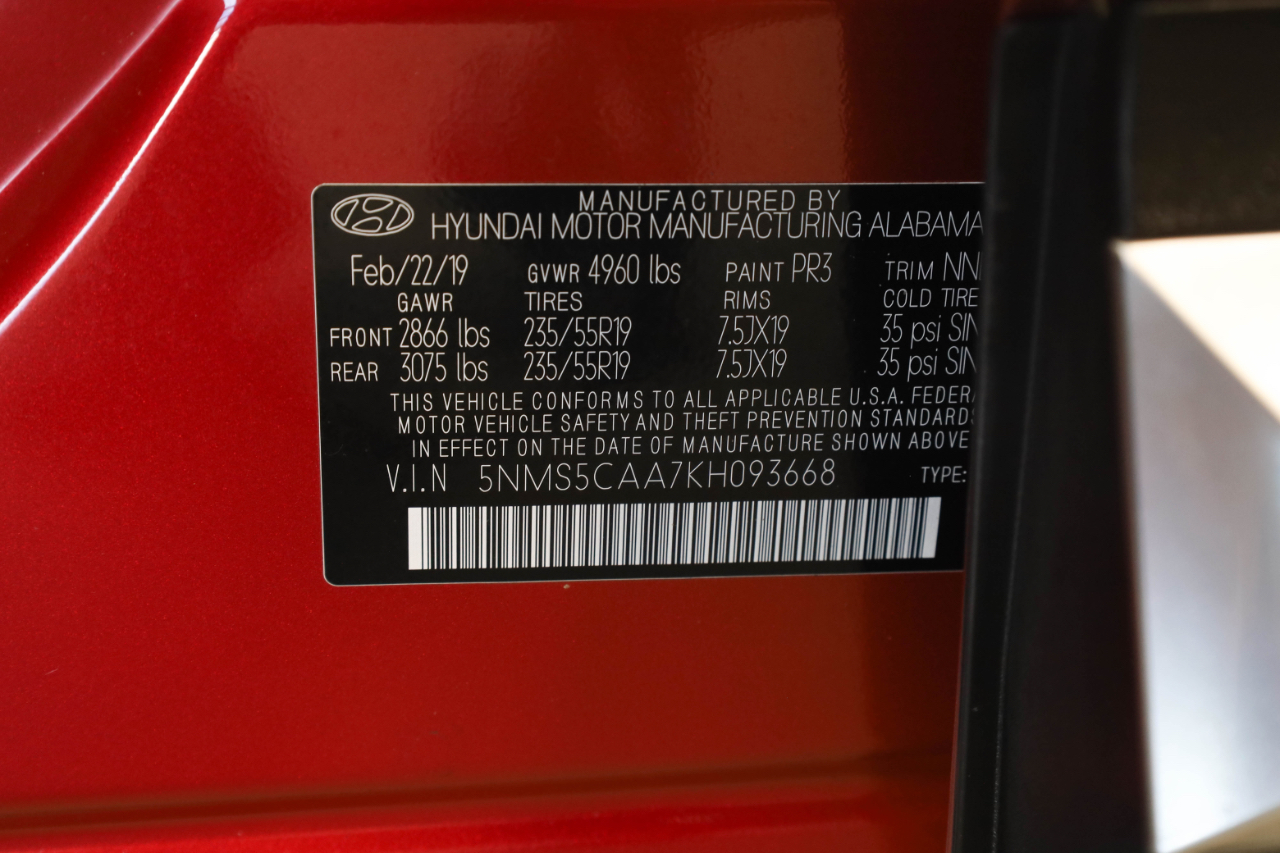 MANUFACTURED BY
HYUNDAI MOTOR MANUFACTURING ALABAMA
Feb/22/19 GVWR 4960 lbs PAINT PR3 TRIM
GAWR TIRES RIMS COLD TIRE
FRONT 2866 lbs 235/55R19 7.5JX19 35 psi
REAR 3075 lbs 235/55R19 7.5JX19 35 psi
THIS VEHICLE CONFORMS TO ALL APPLICABLE U.S.A.
MOTOR VEHICLE SAFETY AND THEFT PREVENTION STANDARDS
IN EFFECT ON THE DATE OF MANUFACTURE SHOWN ABOVE
V.I.N 5NMS5CAA7KH093668 TYPE: